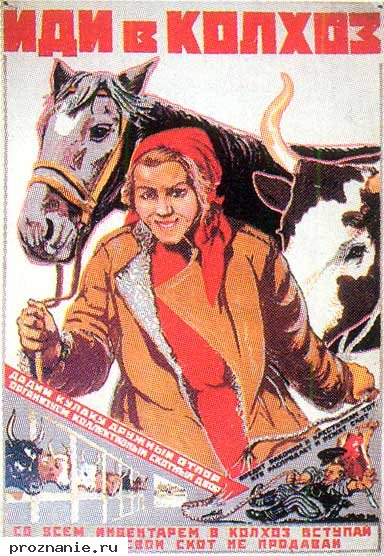 ИДИ В КОЛХОЗ
ДАДИМ КУЛАКУ ДРУЖНЫЙ ОТПОР
КОЛЛЕКТИВНЫЙ СКОТНЫЙ ДВОР
СО ВСЕМ ИНВЕНТАРЕМ В КОЛХОЗ ВСТУПАЙ
СВОЙ СКОТ НЕ ПРОДАВАЙ
proznanie.ru